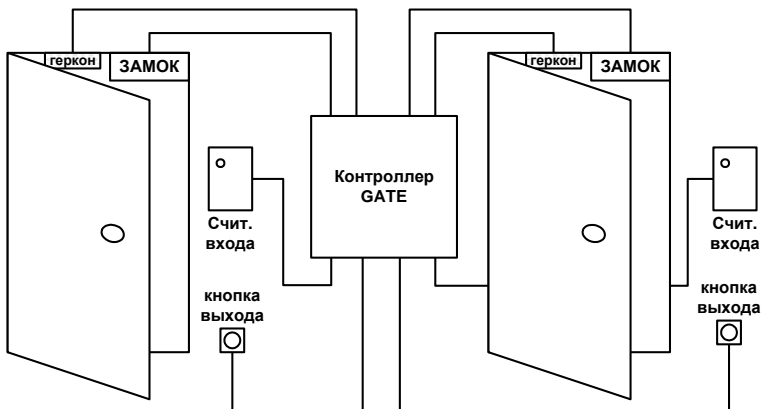 геркон
ЗАМОК
геркон
ЗАМОК
Контроллер
GATE
Счит.
входа
Счит.
входа
кнопка
выхода
кнопка
выхода